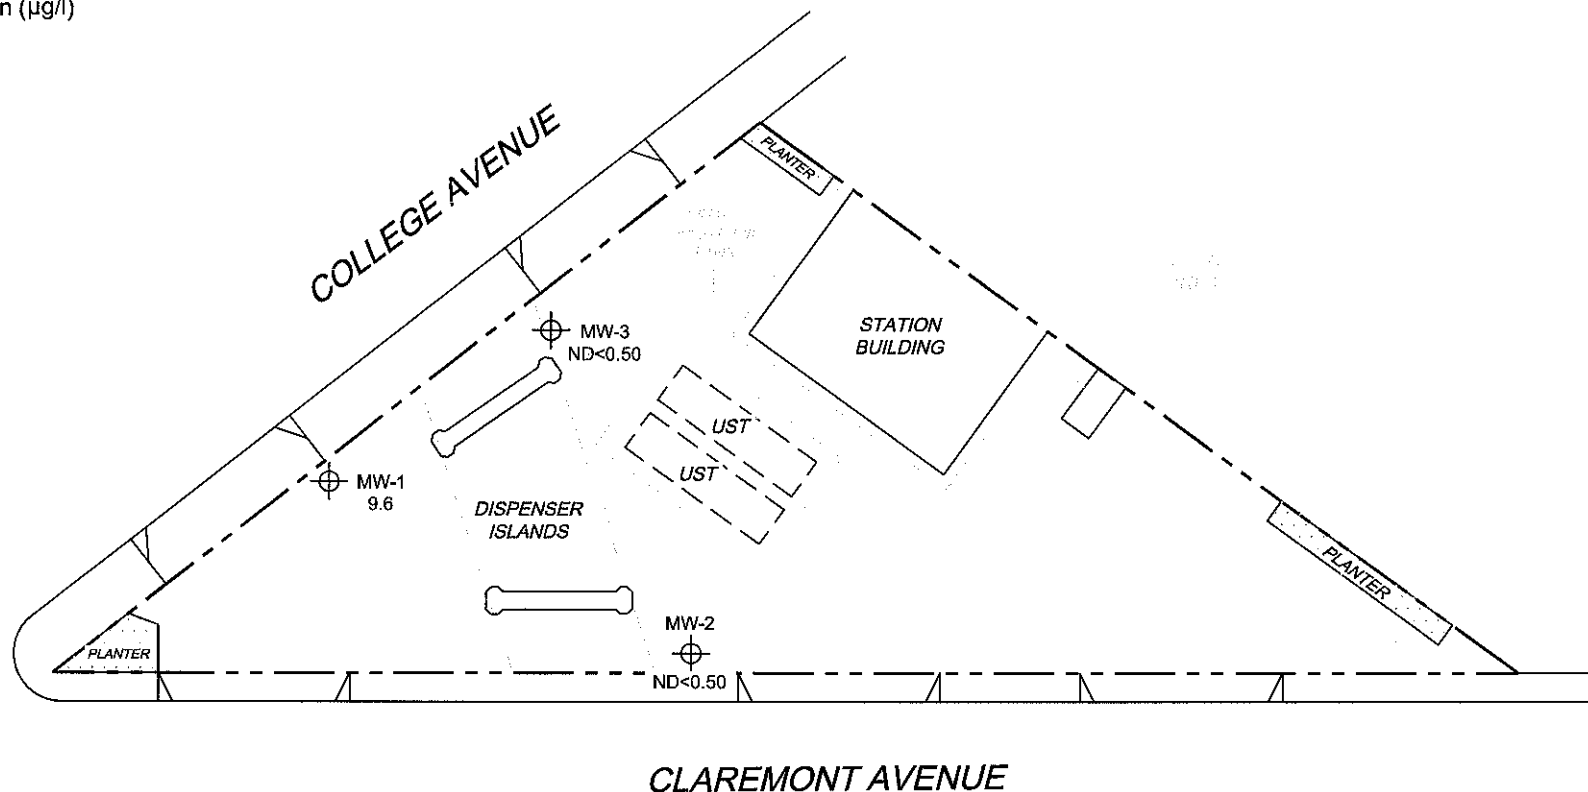 n (µg/l)
COLLEGE AVENUE
PLANTER
STATION
BUILDING
MW-3
ND<0.50
UST
UST
MW-1
9.6
DISPENSER
ISLANDS
PLANTER
MW-2
ND<0.50
PLANTER
CLAREMONT AVENUE